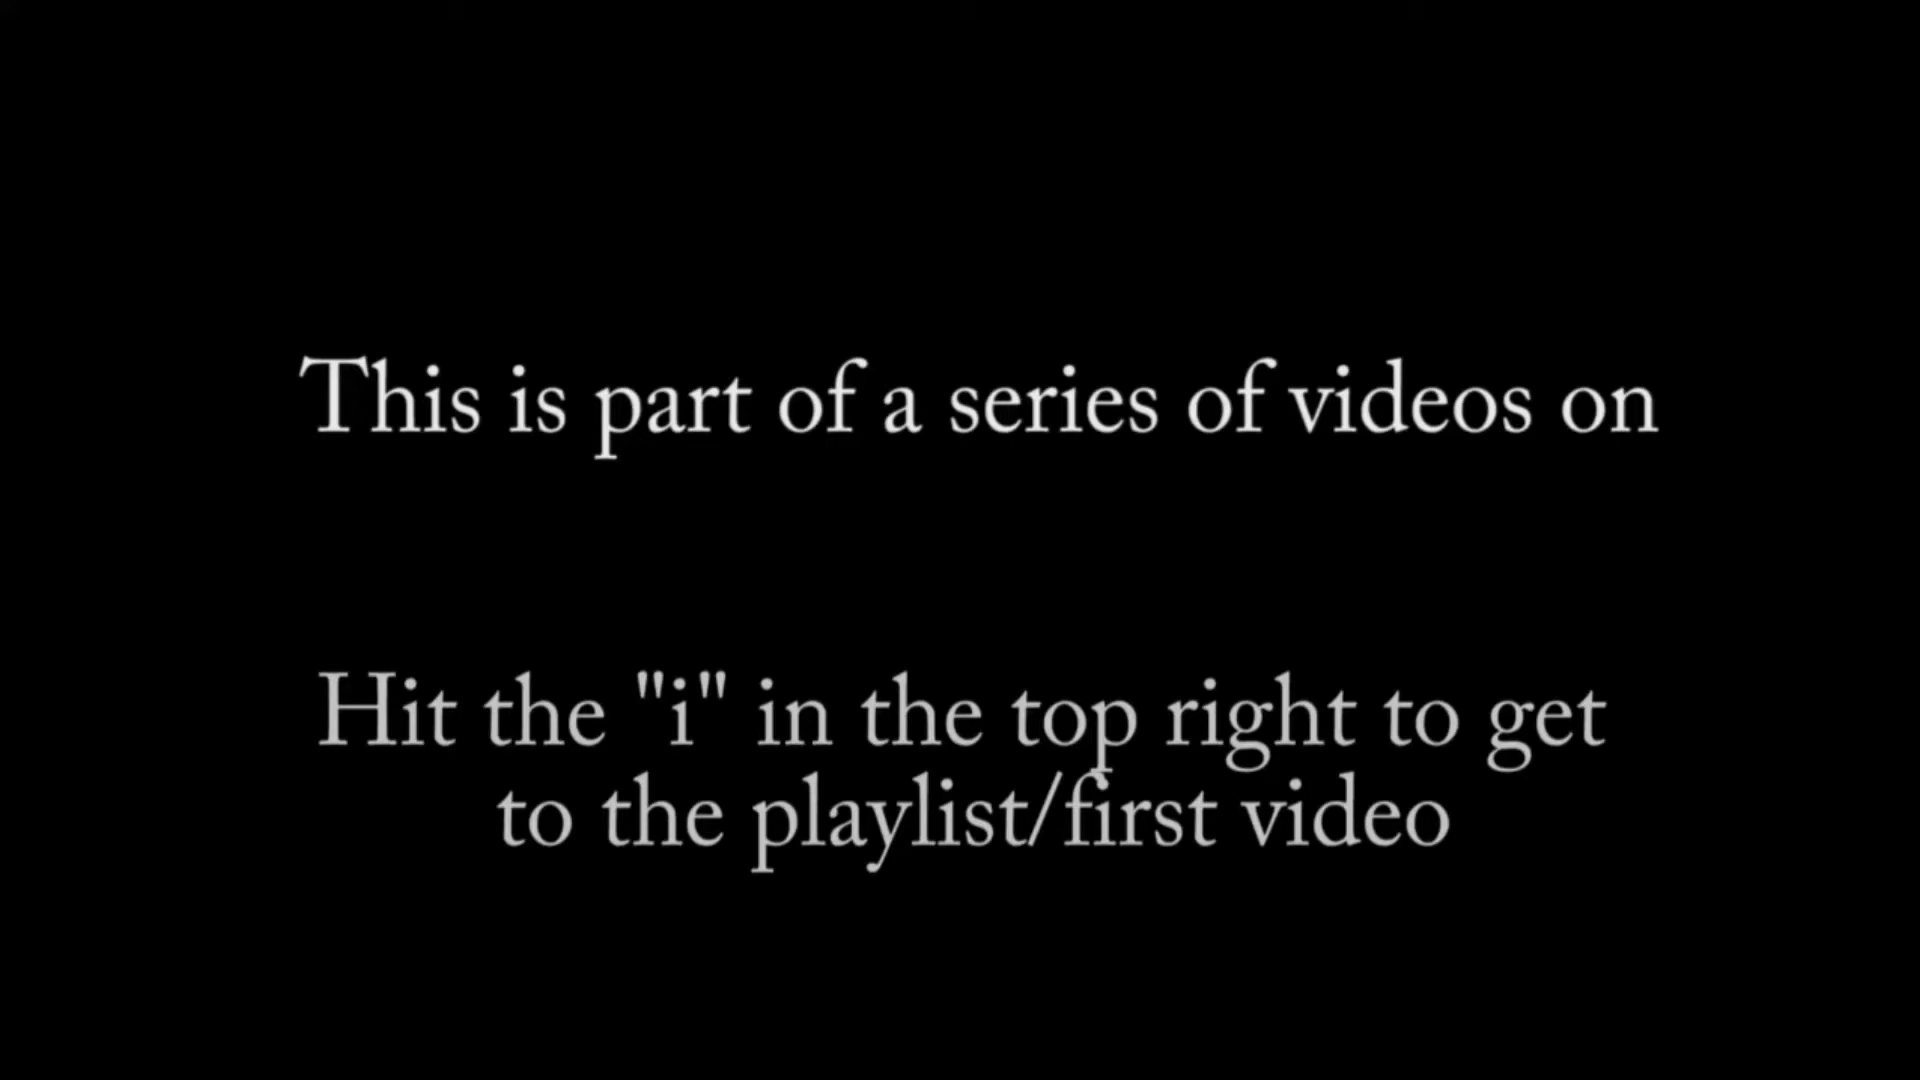 This is part of a series of videos on
Hit the "i" in the top right to get
to the playlist/first video